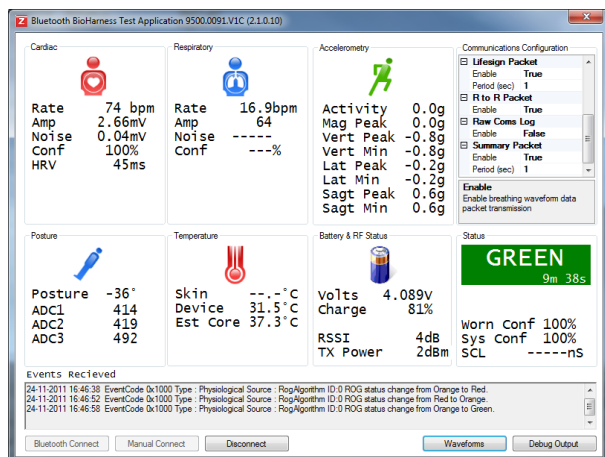 Bluetooth BioHarness Test Application 9500.0091.V1C (2.1.0.10)
Cardiac
Rate 74 bpm
Amp 2.66mV
Noise 0.04mV
Conf 100%
HRV 45ms
Respiratory
Rate 16.9bpm
Amp 64
Noise -----
Conf ---%
Accelerometry
Activity 0.0g
Mag Peak 0.0g
Vert Peak -0.8g
Vert Min -0.8g
Lat Peak -0.2g
Lat Min -0.2g
Sagt Peak 0.6g
Sagt Min 0.6g
Communications Configuration
Lifesign Packet
Enable True
Period (sec) 1
R to R Packet
Enable True
Raw Coms Log
Enable False
Summary Packet
Enable True
Period (sec) 1
Enable
Enable breathing waveform data
packet transmission
Posture
Posture -36°
ADC1 414
ADC2 419
ADC3 492
Temperature
Skin --.-°C
Device 31.5°C
Est Core 37.3°C
Battery & RF Status
Volts 4.089V
Charge 81%
RSSI 4dB
TX Power 2dBm
Status
GREEN
9m 38s
Worn Conf 100%
Sys Conf 100%
SCL -----nS
Events Recieved
24-11-2011 16:46:38 EventCode 0x1000 Type : Physiological Source : RogAlgorithm ID:0 ROG status change from Orange to Red.
24-11-2011 16:46:52 EventCode 0x1000 Type : Physiological Source : RogAlgorithm ID:0 ROG status change from Red to Orange.
24-11-2011 16:46:58 EventCode 0x1000 Type : Physiological Source : RogAlgorithm ID:0 ROG status change from Orange to Green.
Bluetooth Connect Manual Connect Disconnect Waveforms Debug Output